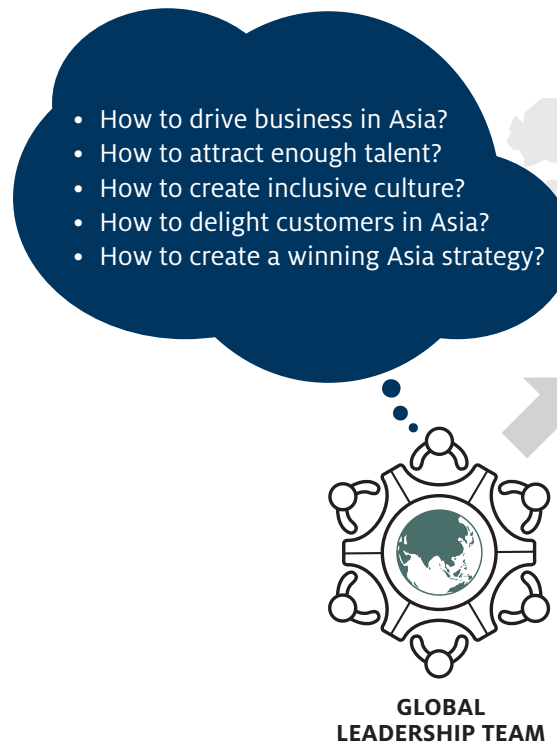 • How to drive business in Asia?
• How to attract enough talent?
• How to create inclusive culture?
• How to delight customers in Asia?
• How to create a winning Asia strategy?
GLOBAL
LEADERSHIP TEAM